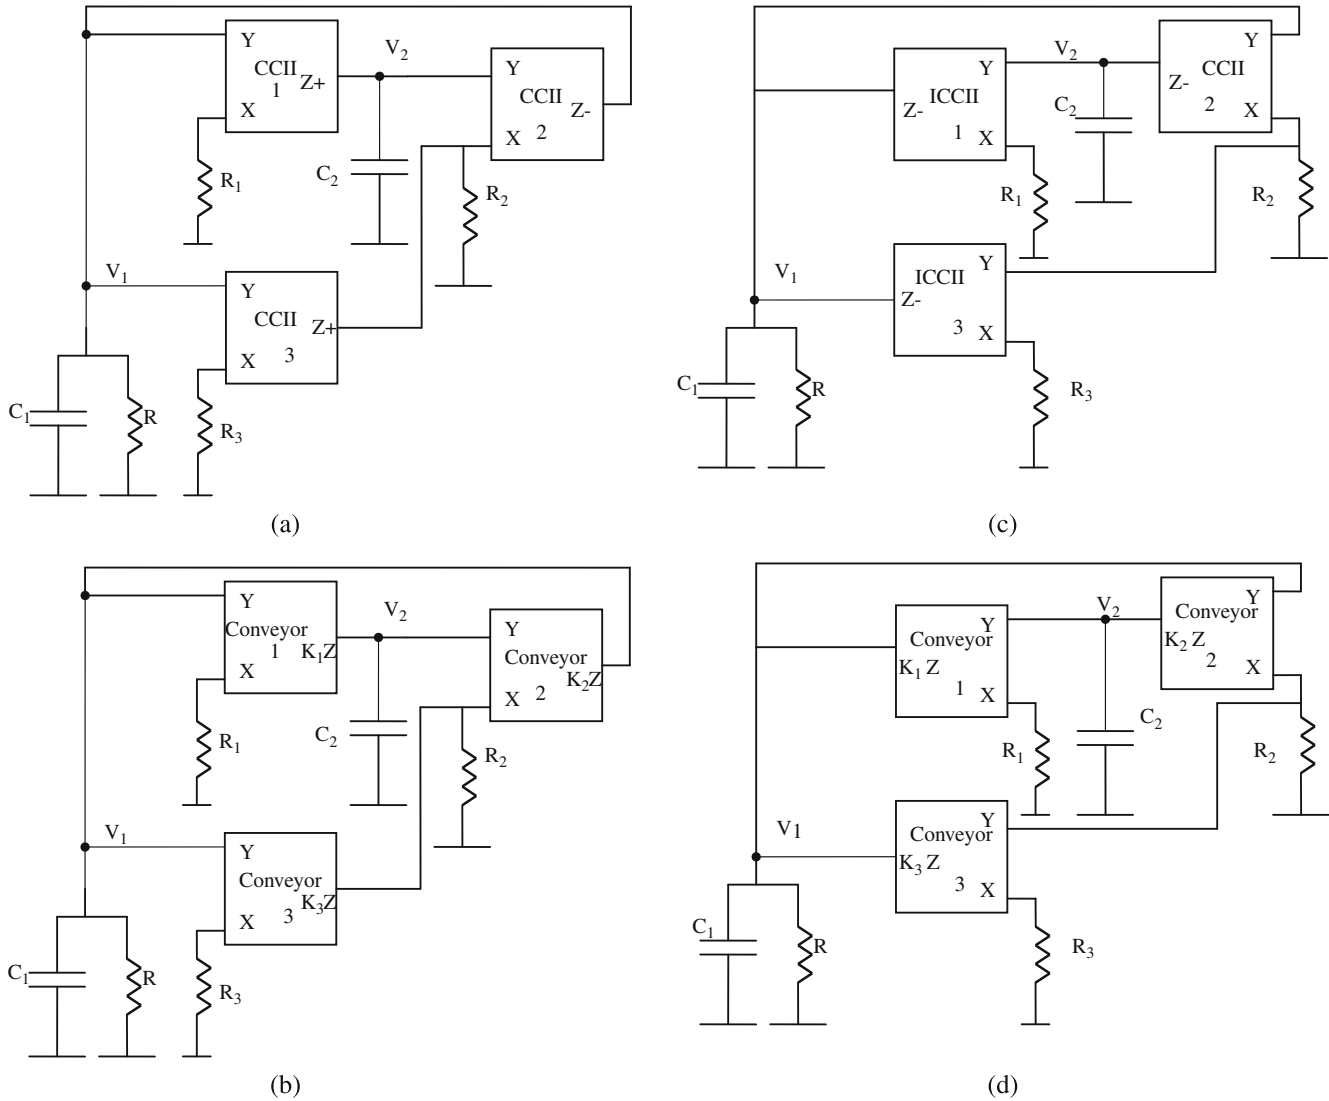 Y
CCII
1
Z+
X
R₁
V₂
C₂
Y
CCII
Z-
X
2
R₂
V₁
Y
CCII
Z+
X
3
C₁
R
R₃
(a)
Y
ICCII
Z-
X
1
R₁
V₂
C₂
Y
CCII
Z-
2
X
R₂
V₁
Y
ICCII
Z-
3
X
C₁
R
R₃
(c)
Y
Conveyor
1
K₁Z
X
R₁
V₂
C₂
Y
Conveyor
K₂Z
X
2
R₂
V₁
Y
Conveyor
K₃Z
X
3
C₁
R
R₃
(b)
Y
Conveyor
K₁ Z
1
X
R₁
V₂
C₂
Y
Conveyor
K₂ Z
2
X
R₂
V1
Y
Conveyor
K₃ Z
3
X
C₁
R
R₃
(d)